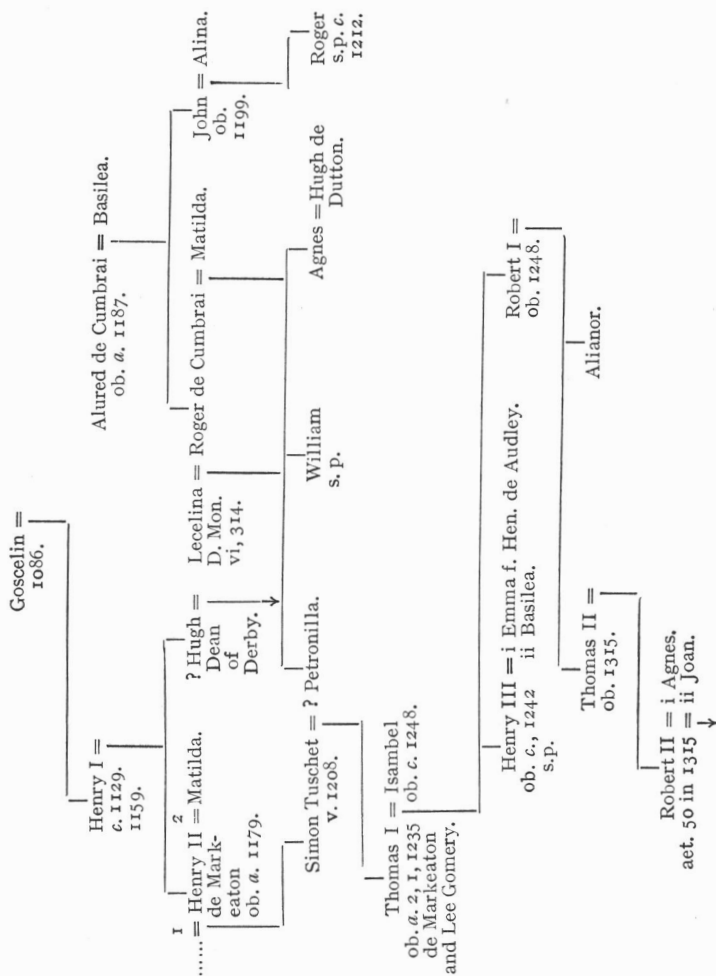 Goscelin =
1086.
Henry I =
c. 1129.
1159.
Alured de Cumbrai = Basilea.
ob. a. 1187.
1 2
...... = Henry II = Matilda.
de Mark-
eaton
ob. a. 1179.
? Hugh =
Dean
of
Derby.
Lecelina = Roger de Cumbrai = Matilda.
D. Mon.
vi, 314.
John = Alina.
ob.
1199.
Simon Tuschet = ? Petronilla.
v. 1208.
William
s.p.
Agnes = Hugh de
Dutton.
Roger
s.p. c.
1212.
Thomas I = Isambel
ob. a. 2, 1, 1235 ob. c. 1248.
de Markeaton
and Lee Gomery.
Henry III = i Emma f. Hen. de Audley.
ob. c., 1242 ii Basilea.
s.p.
Robert I =
ob. 1248.
Thomas II =
ob. 1315.
Alianor.
Robert II = i Agnes.
aet. 50 in 1315 = ii Joan.